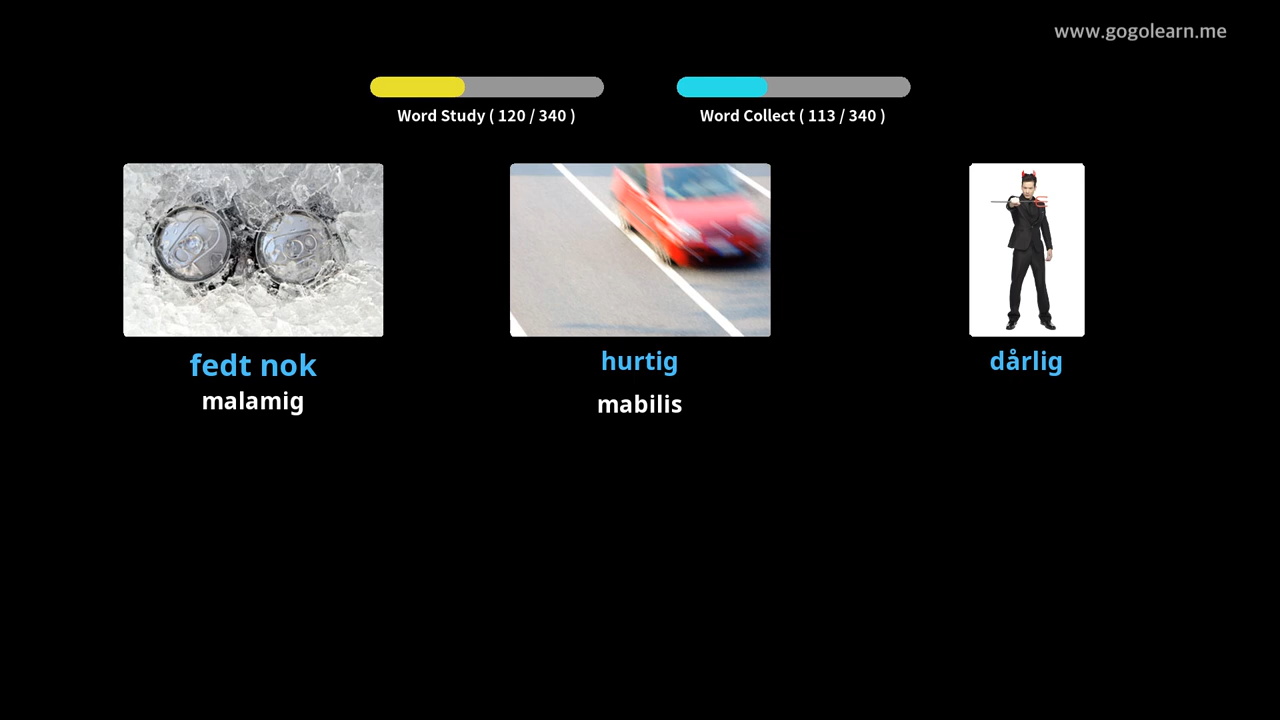 www.gogolearn.me
Word Study ( 120 / 340 )
Word Collect ( 113 / 340 )
fedt nok
malamig
hurtig
mabilis
dårlig